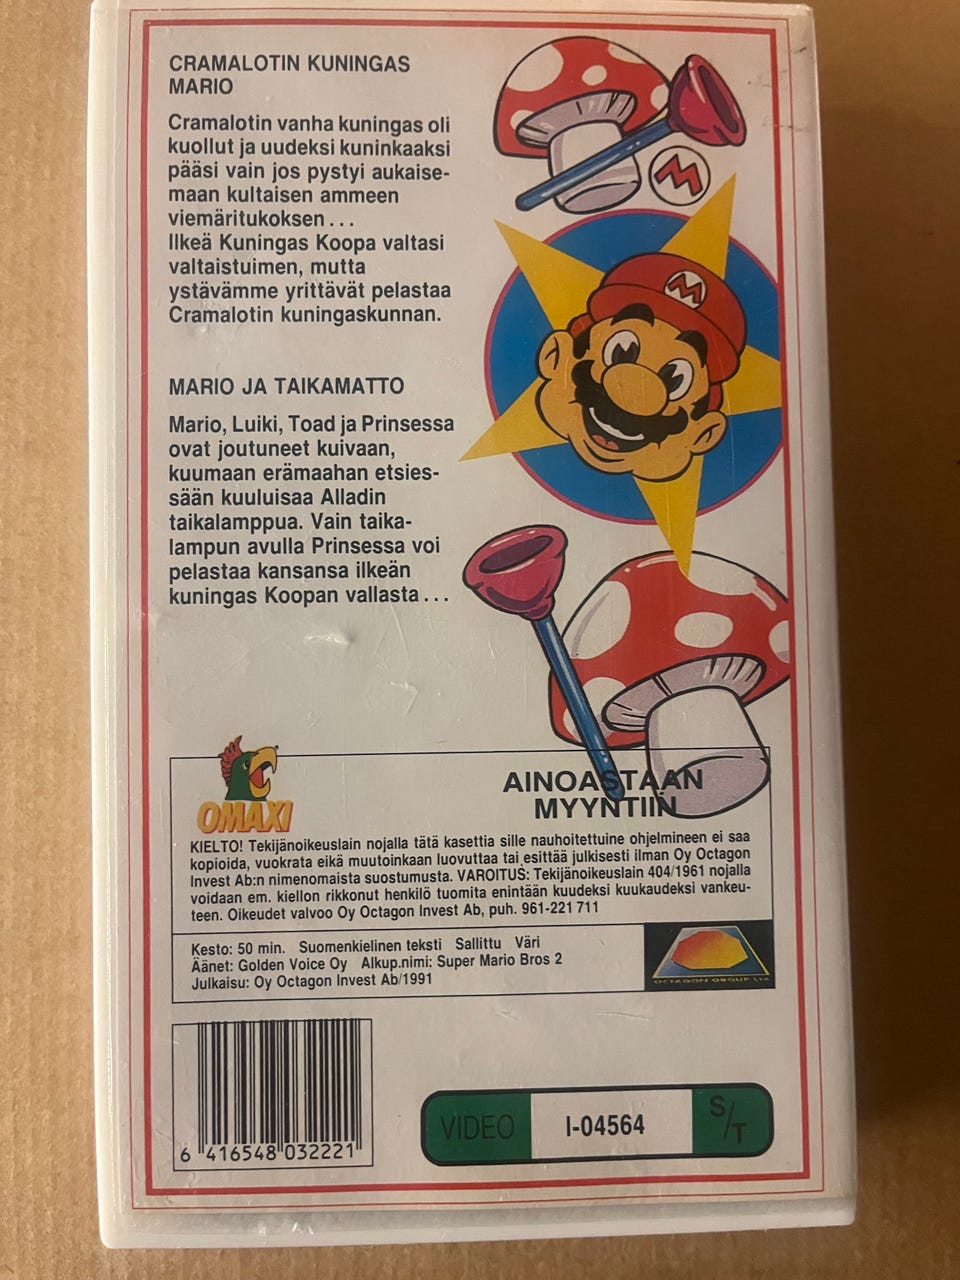 CRAMALOTIN KUNINGAS
MARIO
Cramalotin vanha kuningas oli
kuollut ja uudeksi kuninkaaksi
pääsi vain jos pystyi aukaise-
maan kultaisen ammeen
viemäritukoksen...
Ilkeä Kuningas Koopa valtasi
valtaistuimen, mutta
ystävämme yrittävät pelastaa
Cramalotin kuningaskunnan.
MARIO JA TAIKAMATTO
Mario, Luiki, Toad ja Prinsessa
ovat joutuneet kuivaan,
kuumaan erämaahan etsies-
sään kuuluisaa Alladin
taikalamppua. Vain taika-
lampun avulla Prinsessa voi
pelastaa kansansa ilkeän
kuningas Koopan vallasta...
M
M
OMAXI
AINOASTAAN
MYYNTIIN
KIELTO! Tekijänoikeuslain nojalla tätä kasettia sille nauhoitettuine ohjelmineen ei saa
kopioida, vuokrata eikä muutoinkaan luovuttaa tai esittää julkisesti ilman Oy Octagon
Invest Ab:n nimenomaista suostumusta. VAROITUS: Tekijänoikeuslain 404/1961 nojalla
voidaan em. kiellon rikkonut henkilö tuomita enintään kuudeksi kuukaudeksi vankeu-
teen. Oikeudet valvoo Oy Octagon Invest Ab, puh. 961-221 711
Kesto: 50 min. Suomenkielinen teksti Sallittu Väri
Äänet: Golden Voice Oy Alkup.nimi: Super Mario Bros 2
Julkaisu: Oy Octagon Invest Ab/1991
OCTAGON GROUP LTD
6 416548 032221
VIDEO I-04564 S/T